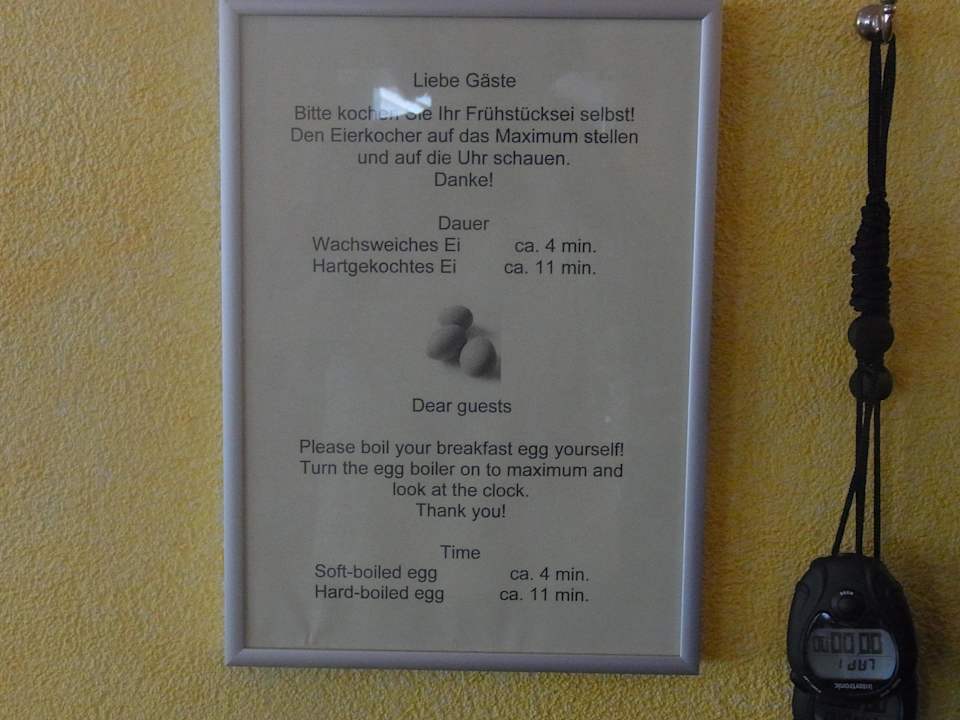 Liebe Gäste
Bitte kochen Sie Ihr Frühstücksei selbst!
Den Eierkocher auf das Maximum stellen
und auf die Uhr schauen.
Danke!
Dauer
Wachsweiches Ei ca. 4 min.
Hartgekochtes Ei ca. 11 min.
Dear guests
Please boil your breakfast egg yourself!
Turn the egg boiler on to maximum and
look at the clock.
Thank you!
Time
Soft-boiled egg ca. 4 min.
Hard-boiled egg ca. 11 min.
LAP 1
intertronic